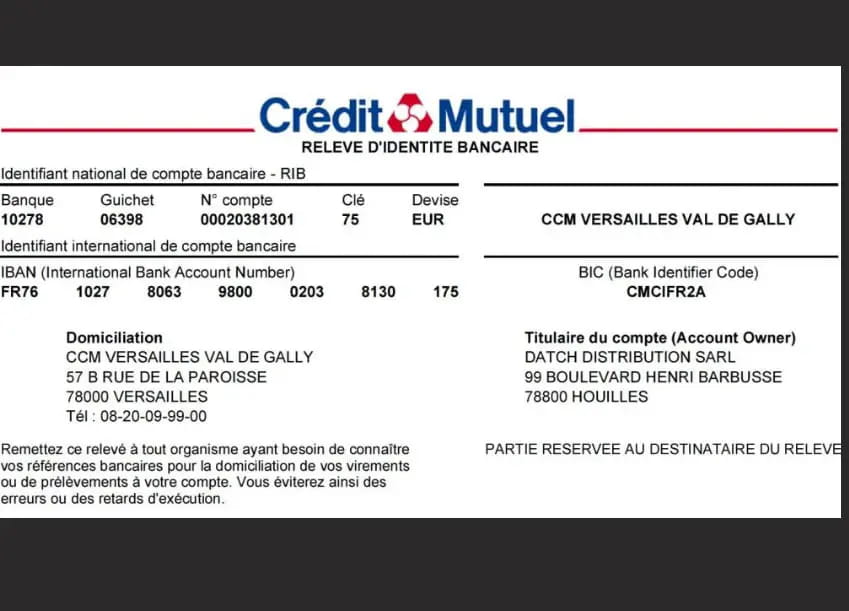 Crédit Mutuel
RELEVE D'IDENTITE BANCAIRE
Identifiant national de compte bancaire - RIB
Banque Guichet N° compte Clé Devise
10278 06398 00020381301 75 EUR
CCM VERSAILLES VAL DE GALLY
Identifiant international de compte bancaire
IBAN (International Bank Account Number)
FR76 1027 8063 9800 0203 8130 175
BIC (Bank Identifier Code)
CMCIFR2A
Domiciliation
CCM VERSAILLES VAL DE GALLY
57 B RUE DE LA PAROISSE
78000 VERSAILLES
Tél : 08-20-09-99-00
Titulaire du compte (Account Owner)
DATCH DISTRIBUTION SARL
99 BOULEVARD HENRI BARBUSSE
78800 HOUILLES
Remettez ce relevé à tout organisme ayant besoin de connaître
vos références bancaires pour la domiciliation de vos virements
ou de prélèvements à votre compte. Vous éviterez ainsi des
erreurs ou des retards d'exécution.
PARTIE RESERVEE AU DESTINATAIRE DU RELEVE